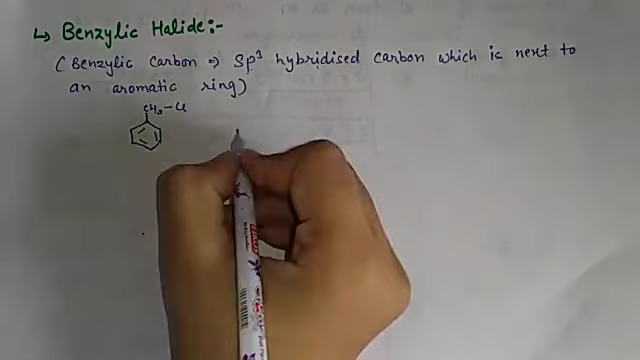 ↳ Benzylic Halide:-
( Benzylic Carbon ⇒ Sp³ hybridised carbon which is next to
an aromatic ring)
CH₂-Cl